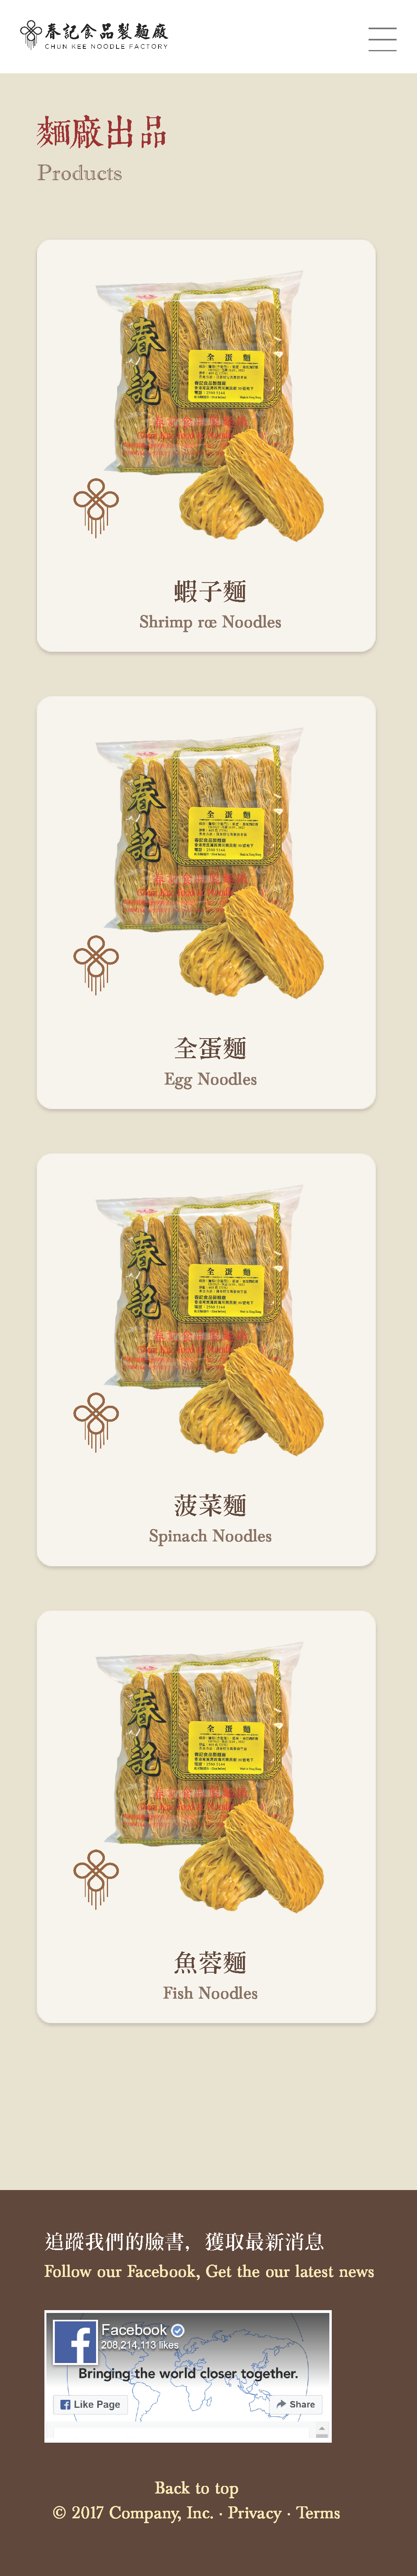 春記食品製麵廠
CHUN KEE NOODLE FACTORY
麵廠出品
Products
春記
全蛋麵
蝦子麵
Shrimp rœ Noodles
春記
全蛋麵
全蛋麵
Egg Noodles
春記
全蛋麵
菠菜麵
Spinach Noodles
春記
全蛋麵
魚蓉麵
Fish Noodles
追蹤我們的臉書，獲取最新消息
Follow our Facebook, Get the our latest news
Facebook
208,214,113 likes
Bringing the world closer together.
Like Page
Share
Back to top
© 2017 Company, Inc. · Privacy · Terms